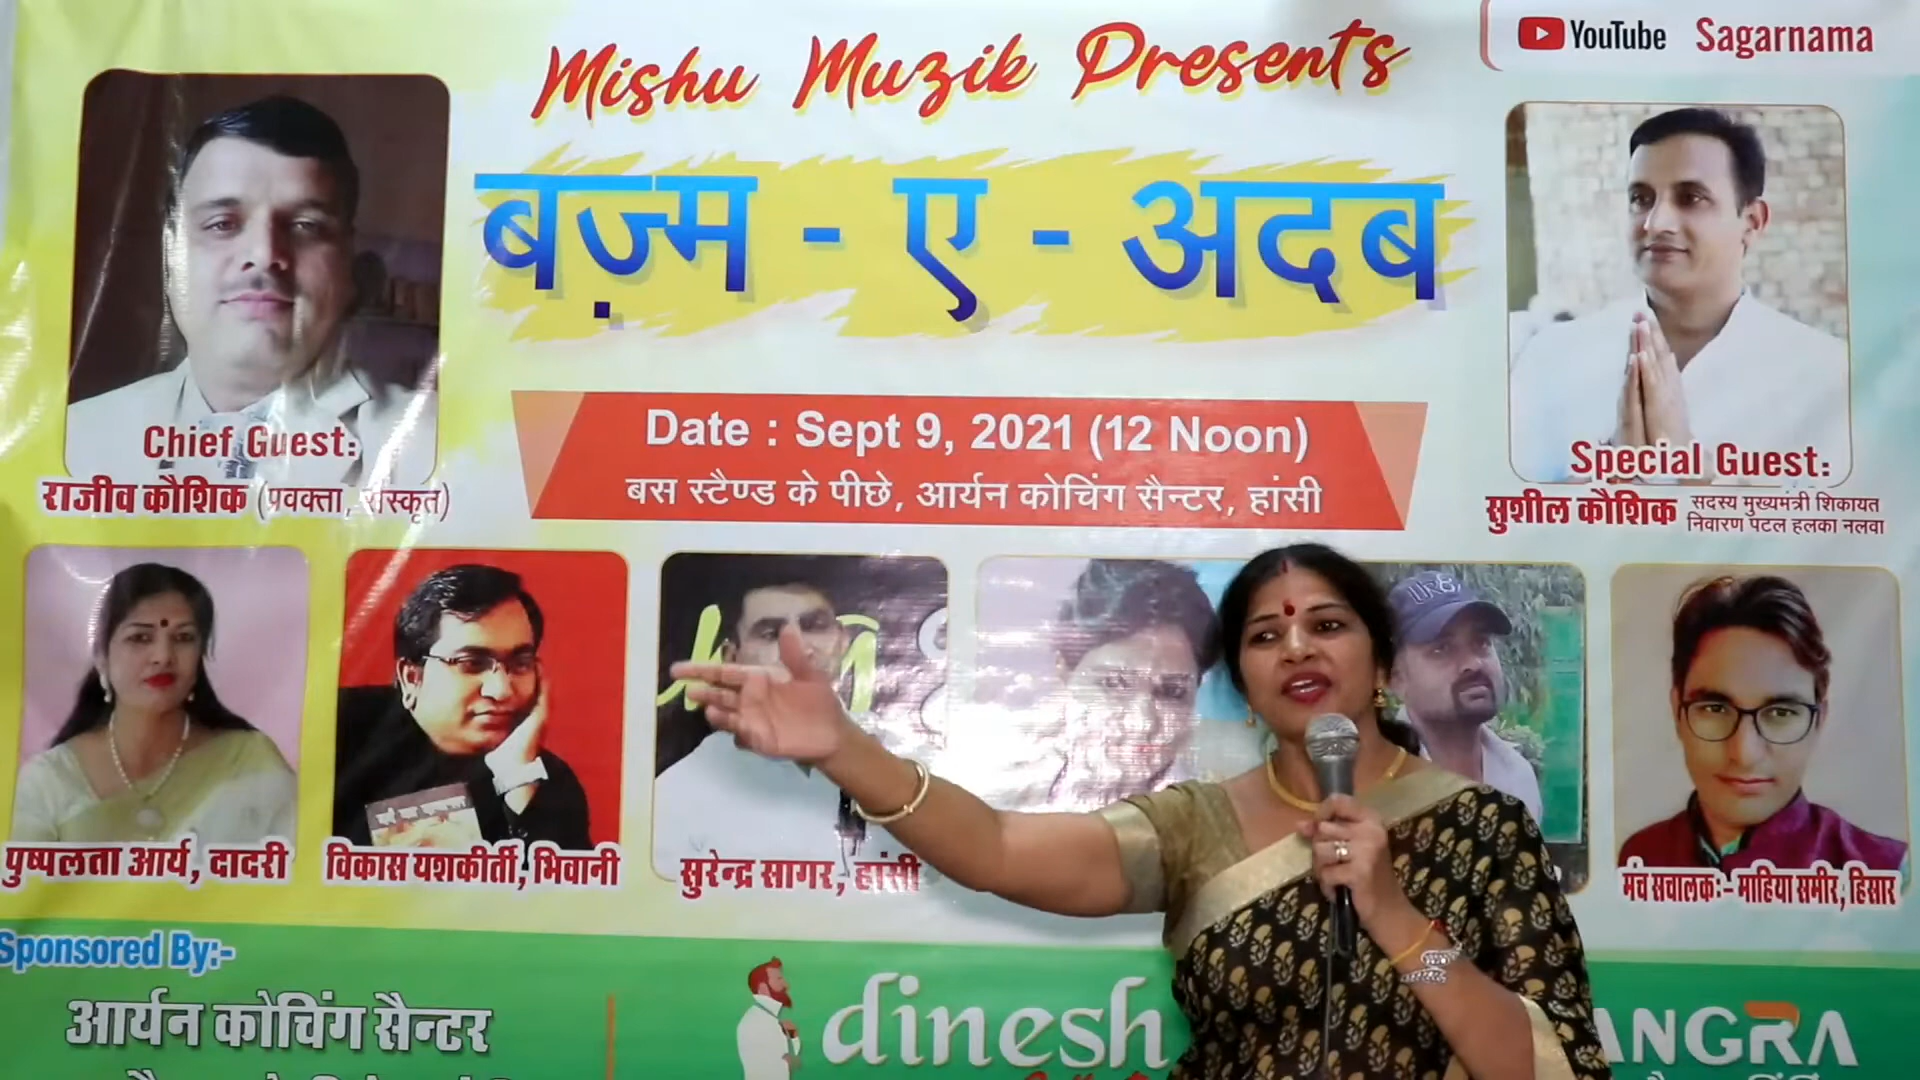 YouTube Sagarnama
Mishu Muzik Presents
बज़्म - ए - अदब
Date : Sept 9, 2021 (12 Noon)
बस स्टैण्ड के पीछे, आर्यन कोचिंग सैन्टर, हांसी
Chief Guest:
राजीव कौशिक (प्रवक्ता, संस्कृत)
Special Guest:
सुशील कौशिक सदस्य मुख्यमंत्री शिकायत
निवारण पटल हलका नलवा
पुष्पलता आर्य, दादरी
विकास यशकीर्ती, भिवानी
सुरेन्द्र सागर, हांसी
मंच सचालक:- माहिया समीर, हिसार
Sponsored By:-
आर्यन कोचिंग सैन्टर
dinesh
ANGRA